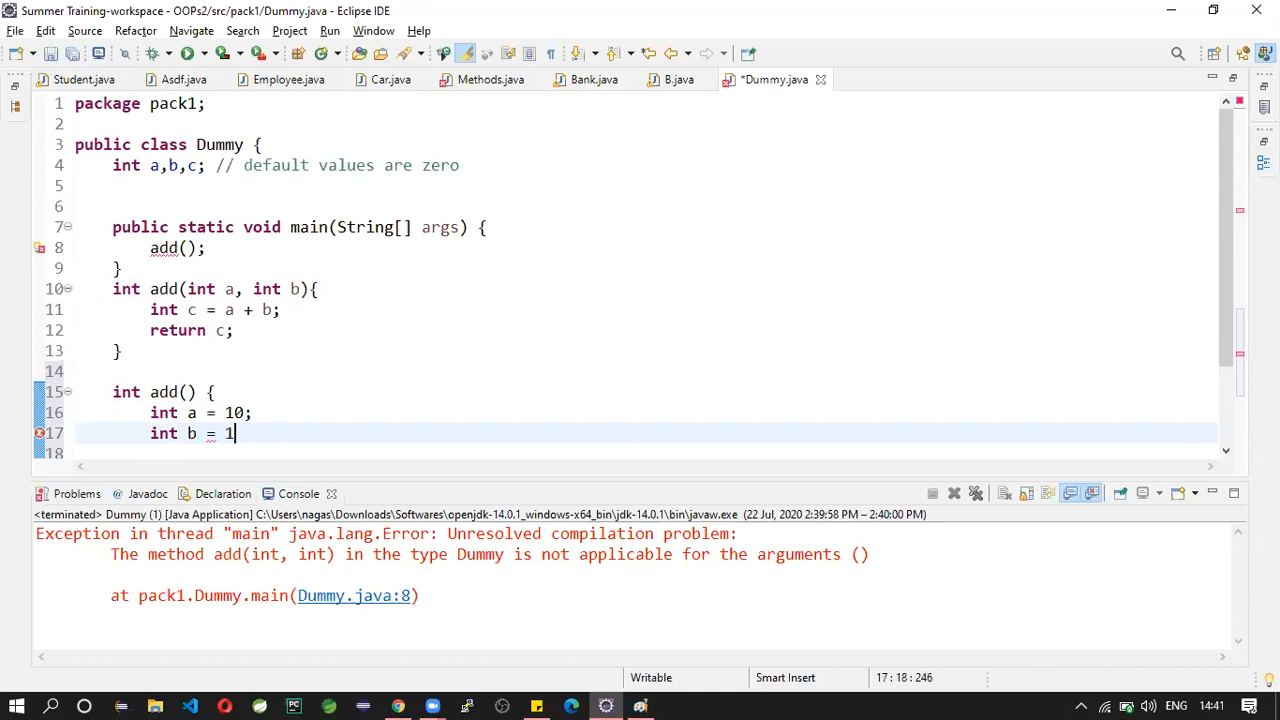 Summer Training-workspace - OOPs2/src/pack1/Dummy.java - Eclipse IDE
File Edit Source Refactor Navigate Search Project Run Window Help
Student.java Asdf.java Employee.java Car.java Methods.java Bank.java B.java *Dummy.java
1 package pack1;
2
3 public class Dummy {
4 int a,b,c; // default values are zero
5
6
7 public static void main(String[] args) {
8 add();
9 }
10 int add(int a, int b){
11 int c = a + b;
12 return c;
13 }
14
15 int add() {
16 int a = 10;
17 int b = 1
18
Problems @ Javadoc Declaration Console
<terminated> Dummy (1) [Java Application] C:\Users\nagas\Downloads\Softwares\openjdk-14.0.1_windows-x64_bin\jdk-14.0.1\bin\javaw.exe (22 Jul, 2020 2:39:58 PM – 2:40:00 PM)
Exception in thread "main" java.lang.Error: Unresolved compilation problem:
The method add(int, int) in the type Dummy is not applicable for the arguments ()
at pack1.Dummy.main(Dummy.java:8)
Writable Smart Insert 17 : 18 : 246
ENG 14:41